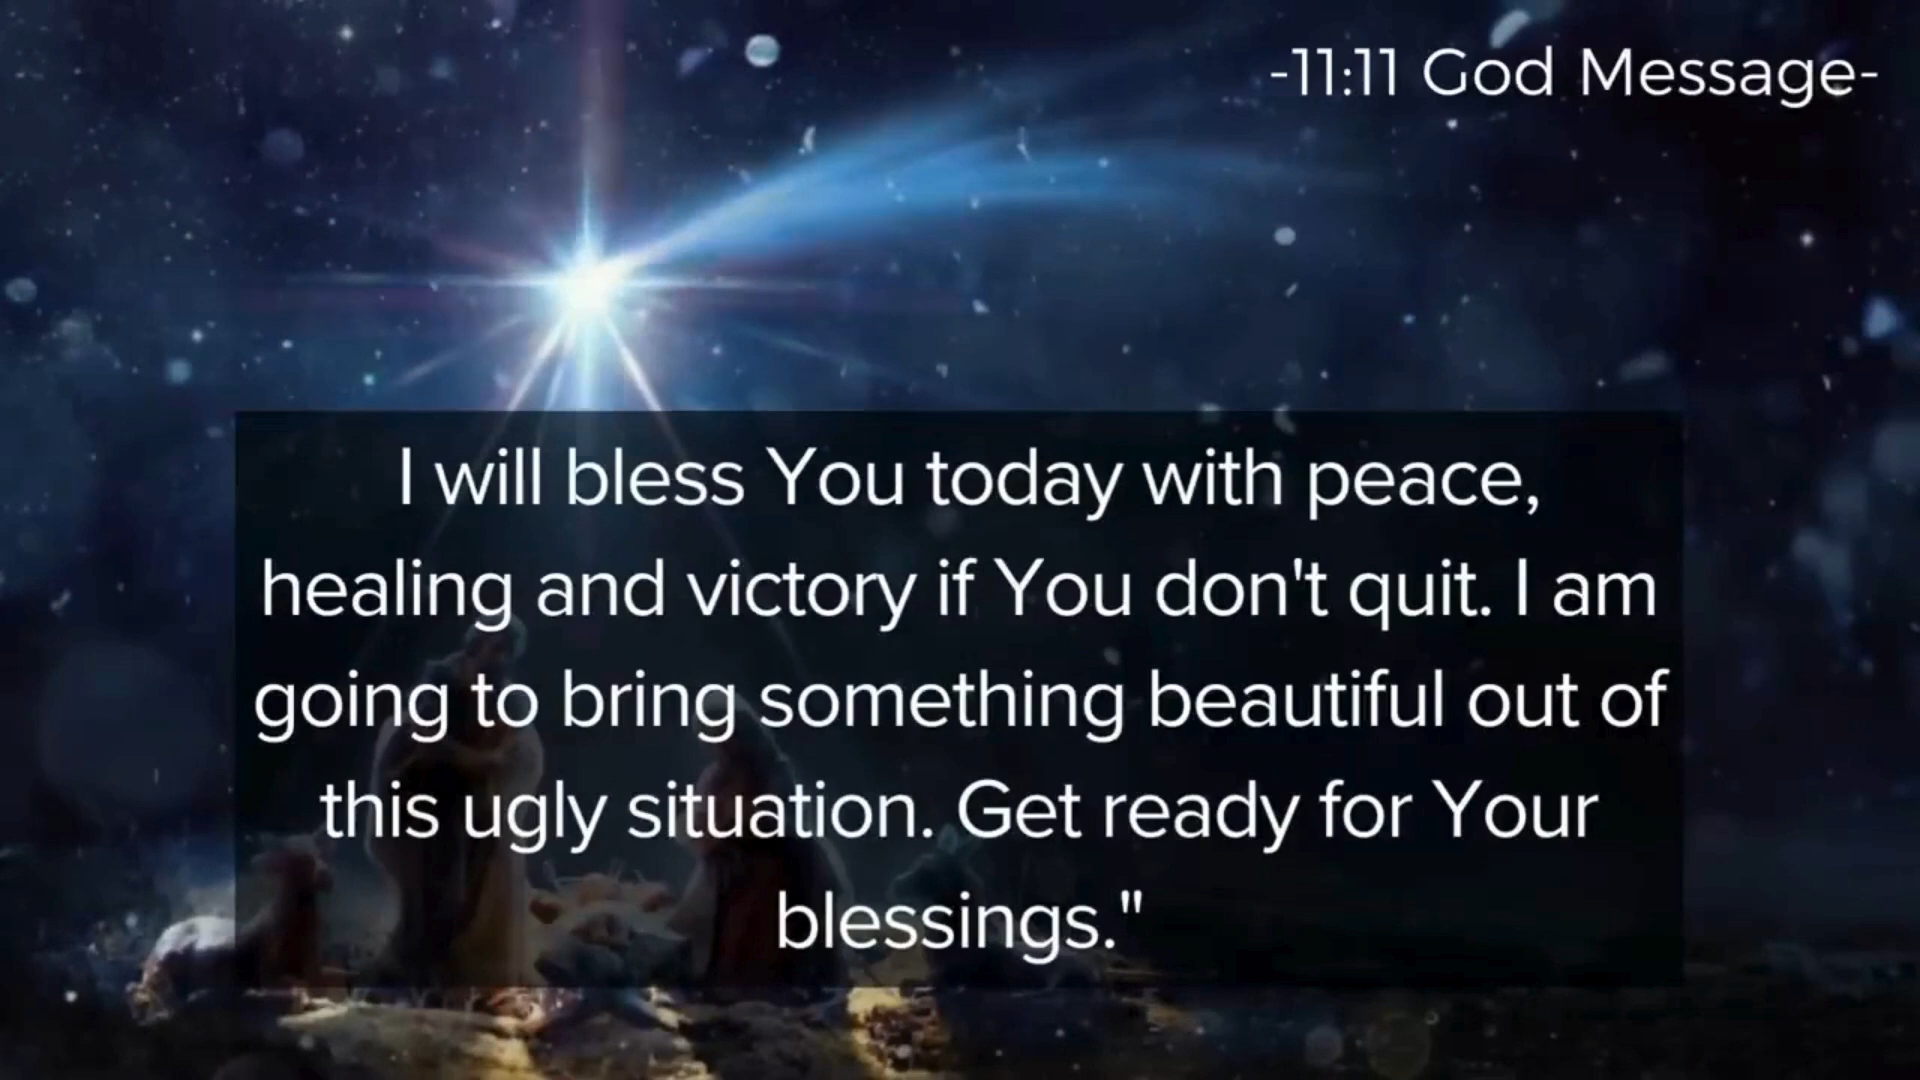 -11:11 God Message-
I will bless You today with peace,
healing and victory if You don't quit. I am
going to bring something beautiful out of
this ugly situation. Get ready for Your
blessings."